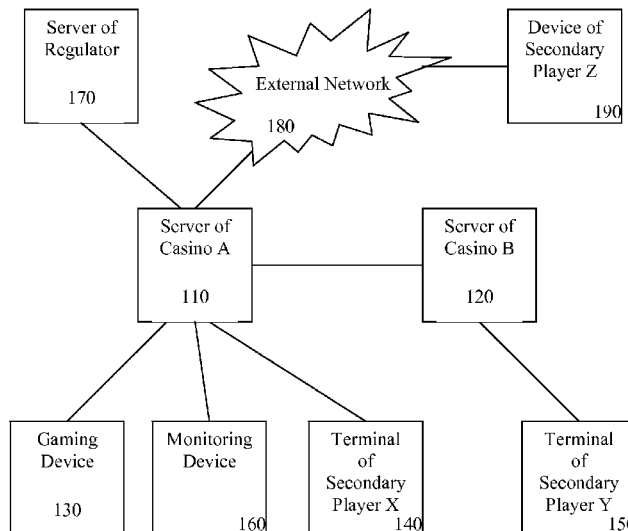 Server of
Regulator
170
External Network
180
Device of
Secondary
Player Z
190
Server of
Casino A
110
Server of
Casino B
120
Gaming
Device
130
Monitoring
Device
160
Terminal
of
Secondary
Player X
140
Terminal
of
Secondary
Player Y
150